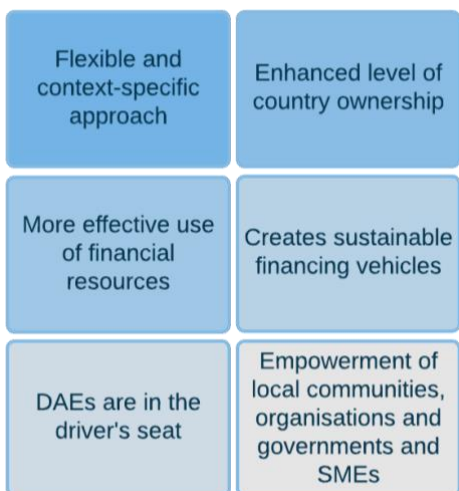 Flexible and
context-specific
approach
Enhanced level of
country ownership
More effective use
of financial
resources
Creates sustainable
financing vehicles
DAEs are in the
driver's seat
Empowerment of
local communities,
organisations and
governments and
SMEs